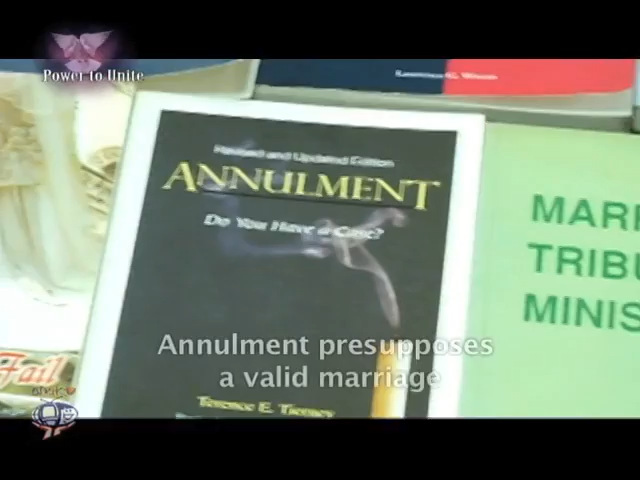 Power to Unite
Revised and Updated Edition
ANNULMENT
Do You Have a Case?
MARR
TRIBU
MINIS
Annulment presupposes
a valid marriage
Terence E. Tierney
Fail